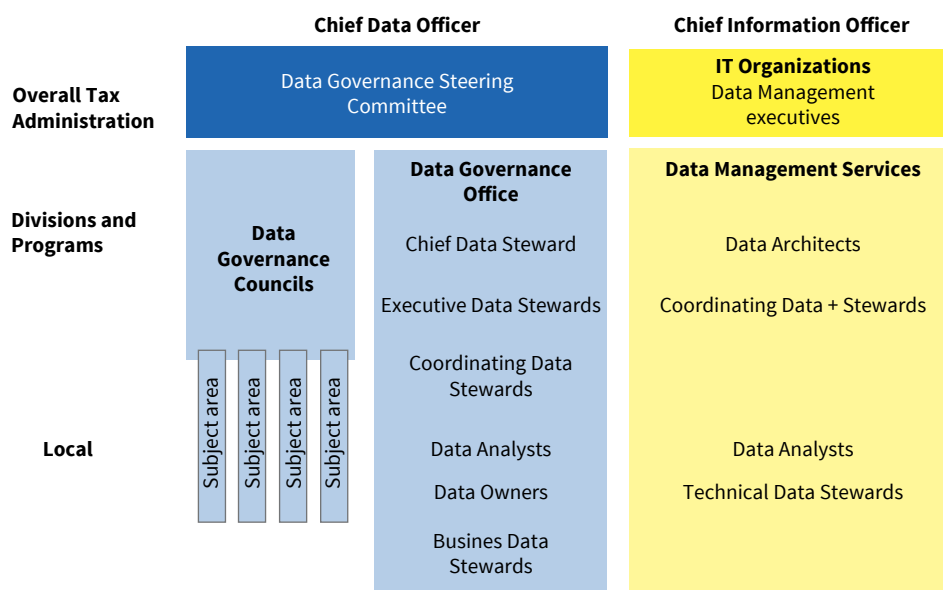 Chief Data Officer
Chief Information Officer
Overall Tax
Administration
Data Governance Steering
Committee
IT Organizations
Data Management
executives
Divisions and
Programs
Data
Governance
Councils
Data Governance
Office
Chief Data Steward
Executive Data Stewards
Coordinating Data
Stewards
Data Management Services
Data Architects
Coordinating Data + Stewards
Local
Subject area
Subject area
Subject area
Subject area
Data Analysts
Data Owners
Busines Data
Stewards
Data Analysts
Technical Data Stewards